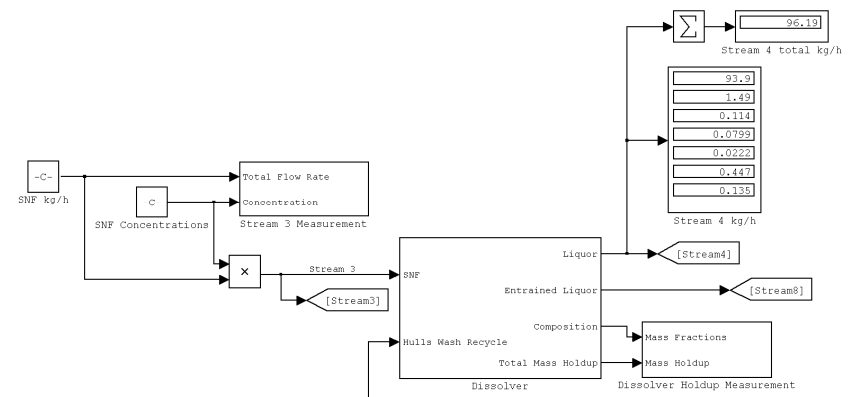 Σ
96.19
Stream 4 total kg/h
93.9
1.49
0.114
0.0799
0.0222
0.447
0.135
Stream 4 kg/h
-C-
SNF kg/h
C
SNF Concentrations
Total Flow Rate
Concentration
Stream 3 Measurement
×
Stream 3
[Stream3]
SNF
Hulls Wash Recycle
Liquor
Entrained Liquor
Composition
Total Mass Holdup
Dissolver
[Stream4]
[Stream8]
Mass Fractions
Mass Holdup
Dissolver Holdup Measurement